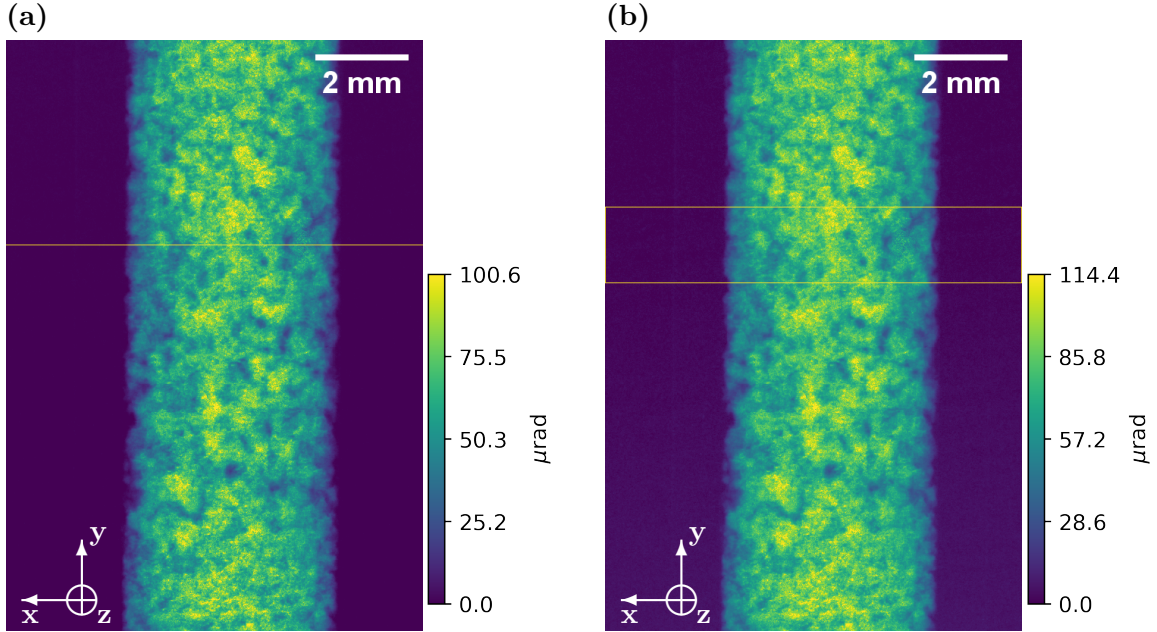 (a)
2 mm
100.6
75.5
50.3
25.2
0.0
μrad
y
x
z
(b)
2 mm
114.4
85.8
57.2
28.6
0.0
μrad
y
x
z